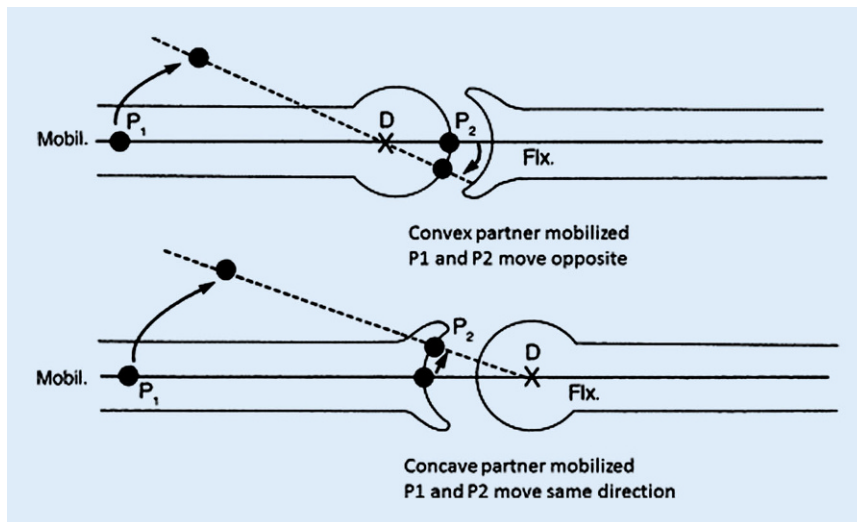 P1
D
P2
Mobil.
Fix.
Convex partner mobilized
P1 and P2 move opposite
P2
D
Mobil.
P1
Fix.
Concave partner mobilized
P1 and P2 move same direction